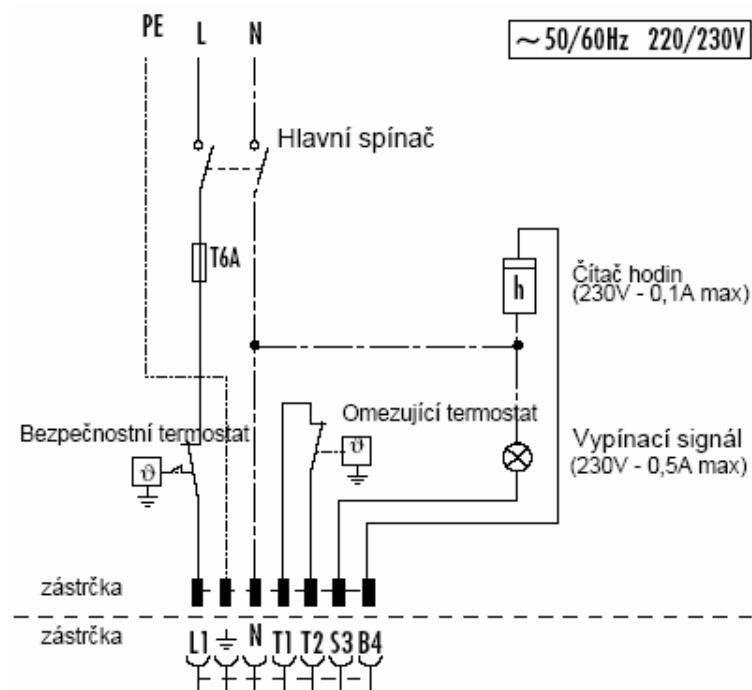 PE L N
~50/60Hz 220/230V
Hlavní spínač
T6A
h
Čítač hodin
(230V - 0,1A max)
Bezpečnostní termostat
Omezující termostat
ϑ
ϑ
Vypínací signál
(230V - 0,5A max)
zástrčka
zástrčka
L1 N T1 T2 S3 B4